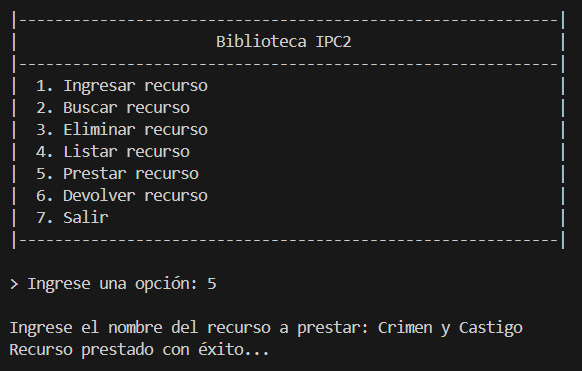 |------------------------------------------------------------|
|                      Biblioteca IPC2                       |
|------------------------------------------------------------|
|  1. Ingresar recurso                                       |
|  2. Buscar recurso                                         |
|  3. Eliminar recurso                                       |
|  4. Listar recurso                                         |
|  5. Prestar recurso                                        |
|  6. Devolver recurso                                       |
|  7. Salir                                                  |
|------------------------------------------------------------|
> Ingrese una opción: 5
Ingrese el nombre del recurso a prestar: Crimen y Castigo
Recurso prestado con éxito...